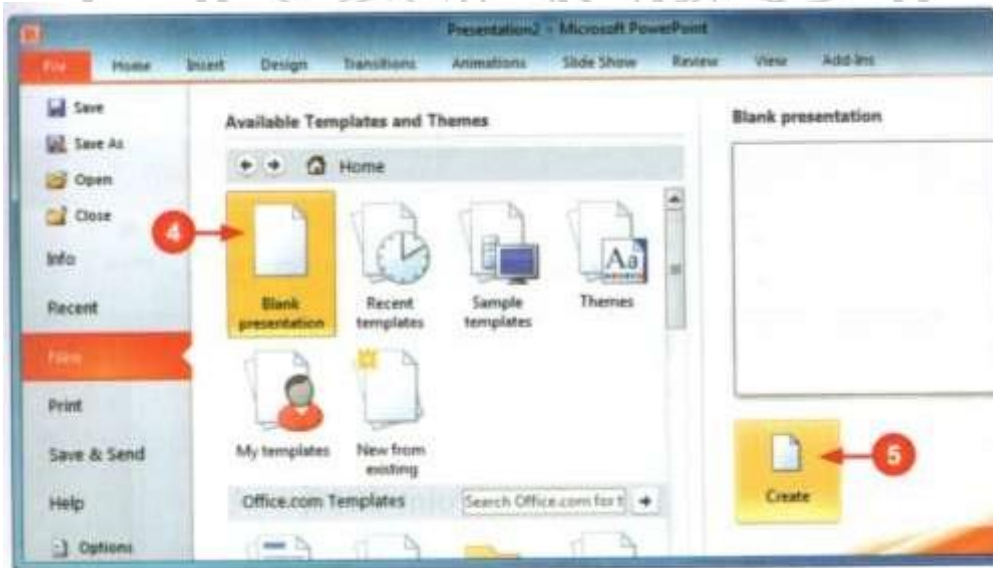 Presentation2 - Microsoft PowerPoint
File Home Insert Design Transitions Animations Slide Show Review View Add-Ins
Save
Save As
Open
Close
Info
Recent
New
Print
Save & Send
Help
Options
Available Templates and Themes
Home
4
Blank
presentation
Recent
templates
Sample
templates
Themes
My templates
New from
existing
Office.com Templates
Search Office.com for t
Blank presentation
Create
5